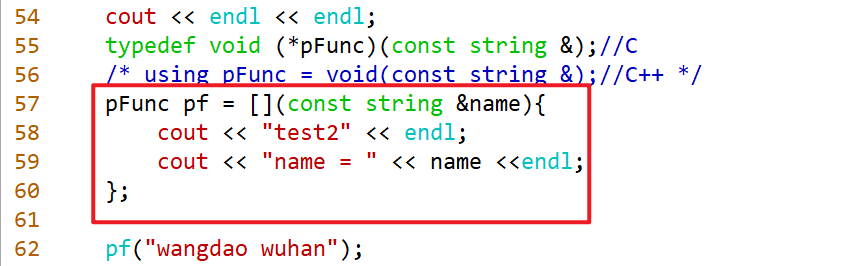 54 cout << endl << endl;
55 typedef void (*pFunc)(const string &);//C
56 /* using pFunc = void(const string &);//C++ */
57 pFunc pf = [](const string &name){
58 cout << "test2" << endl;
59 cout << "name = " << name <<endl;
60 };
61
62 pf("wangdao wuhan");